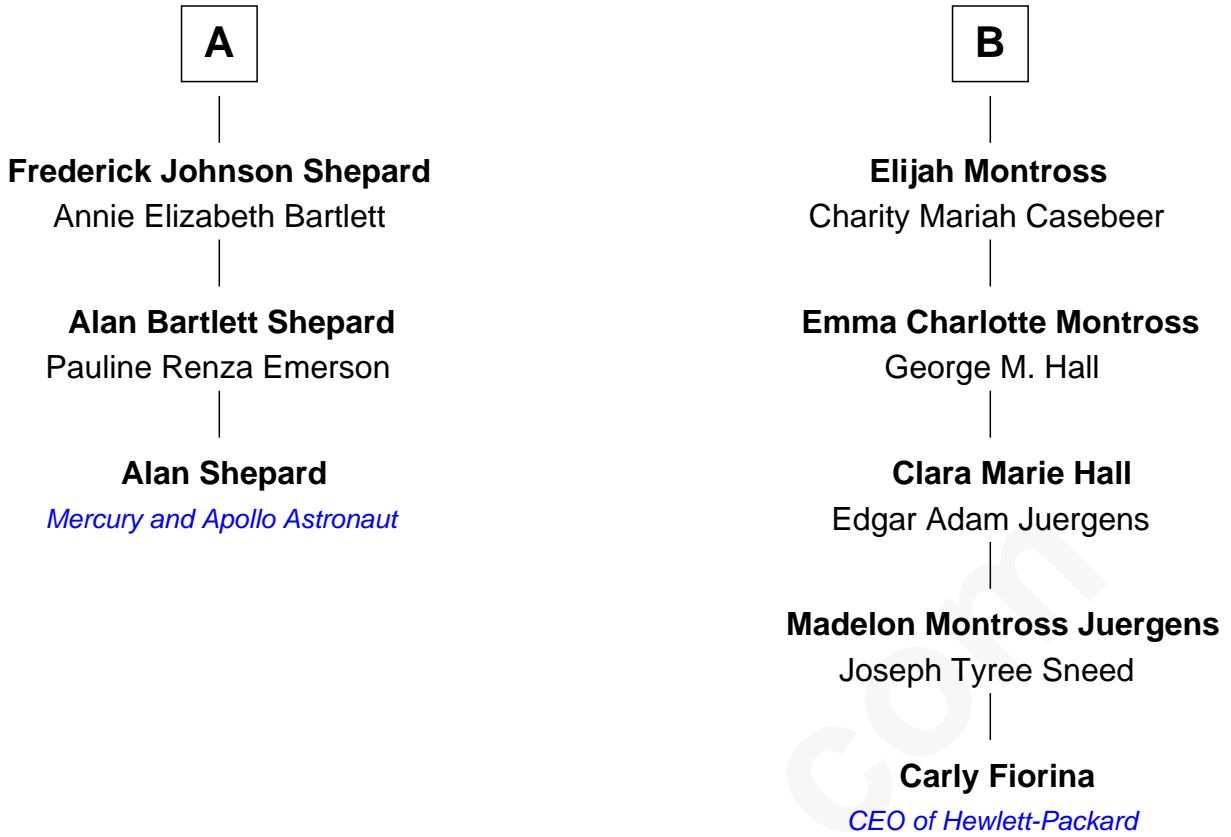 A
Frederick Johnson Shepard
Annie Elizabeth Bartlett
Alan Bartlett Shepard
Pauline Renza Emerson
Alan Shepard
Mercury and Apollo Astronaut
B
Elijah Montross
Charity Mariah Casebeer
Emma Charlotte Montross
George M. Hall
Clara Marie Hall
Edgar Adam Juergens
Madelon Montross Juergens
Joseph Tyree Sneed
Carly Fiorina
CEO of Hewlett-Packard
com